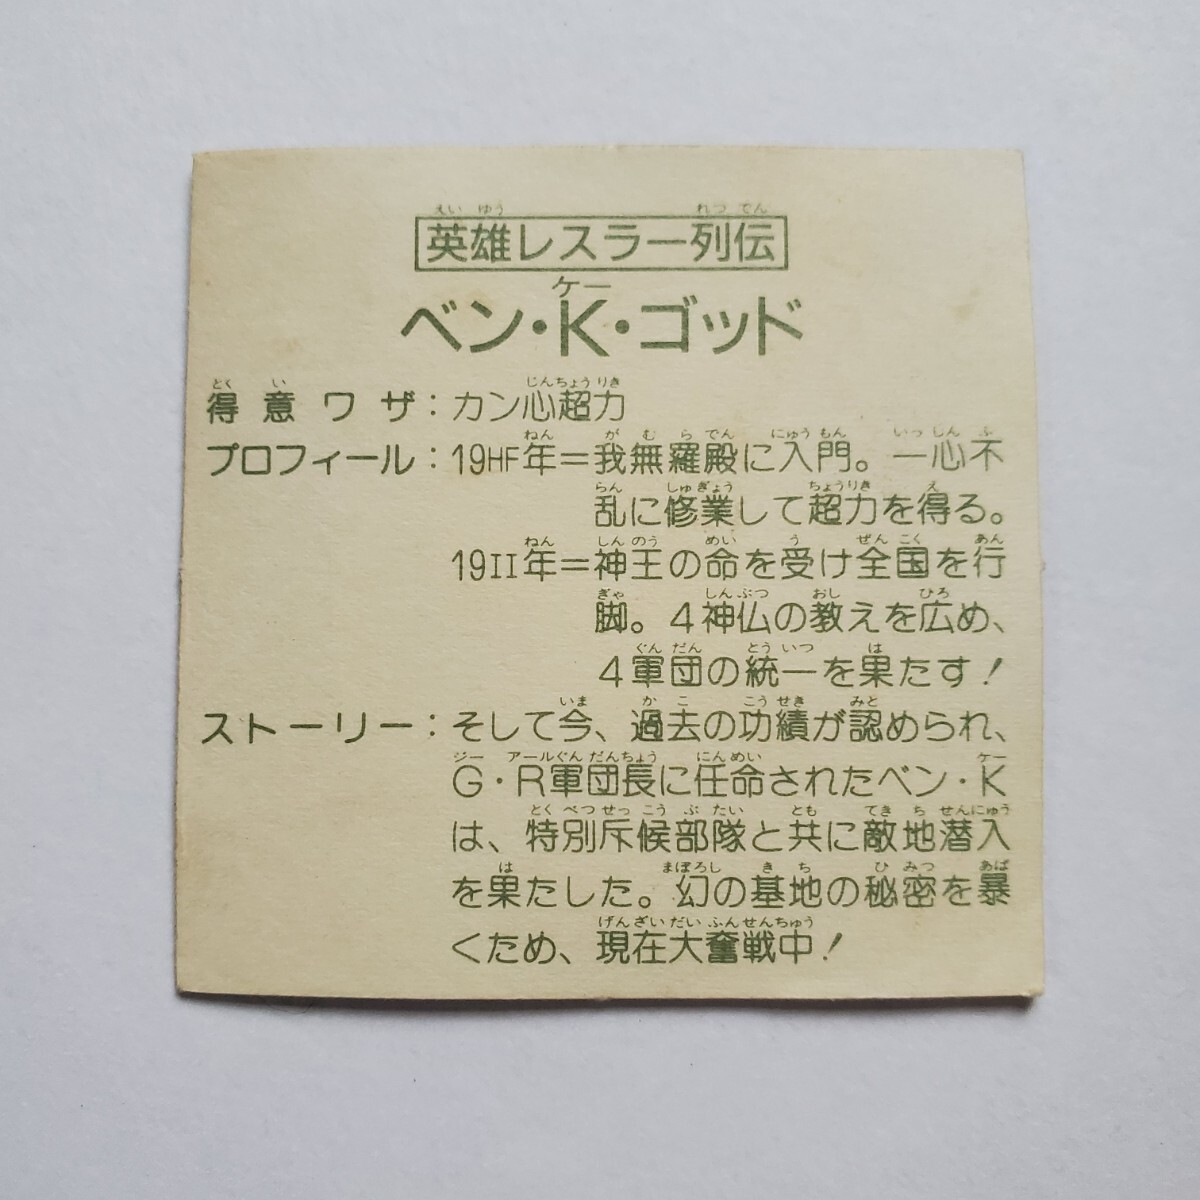 英雄レスラー列伝
ベン・K・ゴッド
得意ワザ:カン心超力
プロフィール:19HF年=我無羅殿に入門。一心不
乱に修業して超力を得る。
19II年=神王の命を受け全国を行
脚。4神仏の教えを広め、
4軍団の統一を果たす!
ストーリー:そして今、過去の功績が認められ、
G・R軍団長に任命されたベン・K
は、特別斥候部隊と共に敵地潜入
を果たした。幻の基地の秘密を暴
くため、現在大奮戦中!